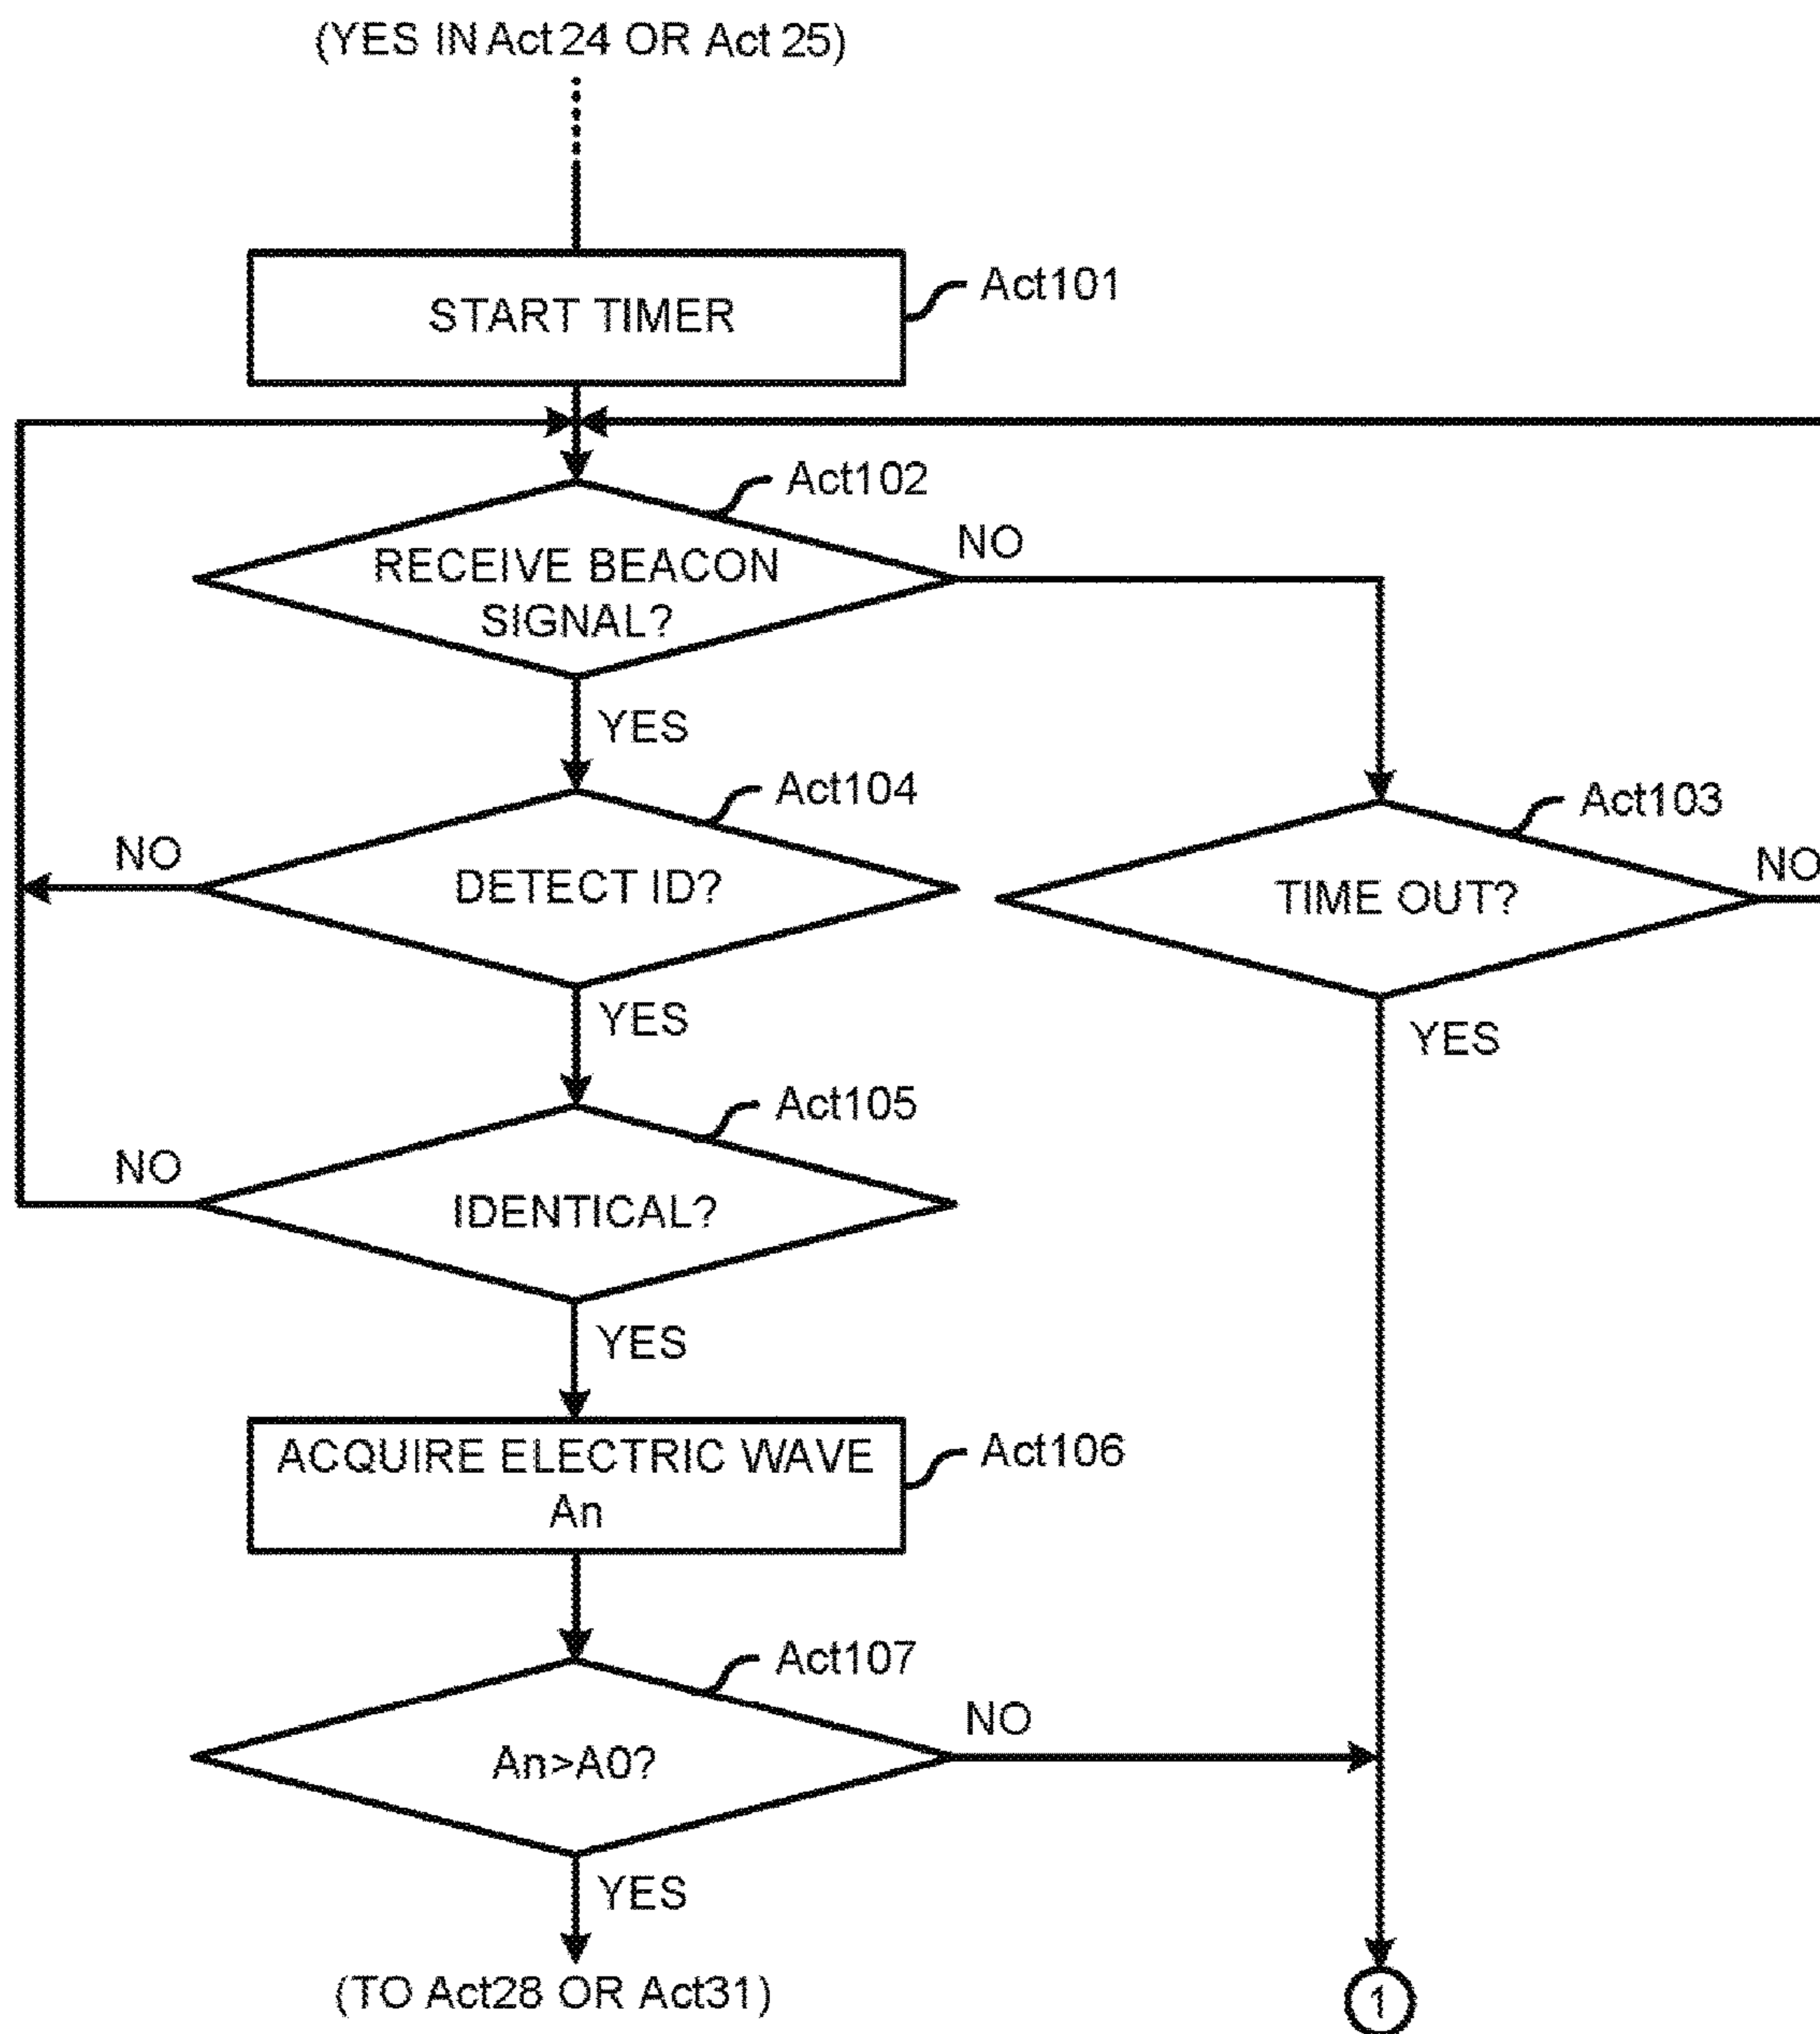 (YES IN Act 24 OR Act 25)
START TIMER
Act101
Act102
RECEIVE BEACON
SIGNAL?
NO
YES
Act104
NO
DETECT ID?
YES
Act103
TIME OUT?
NO
YES
Act105
NO
IDENTICAL?
YES
ACQUIRE ELECTRIC WAVE
An
Act106
Act107
An>A0?
NO
YES
(TO Act28 OR Act31)
1